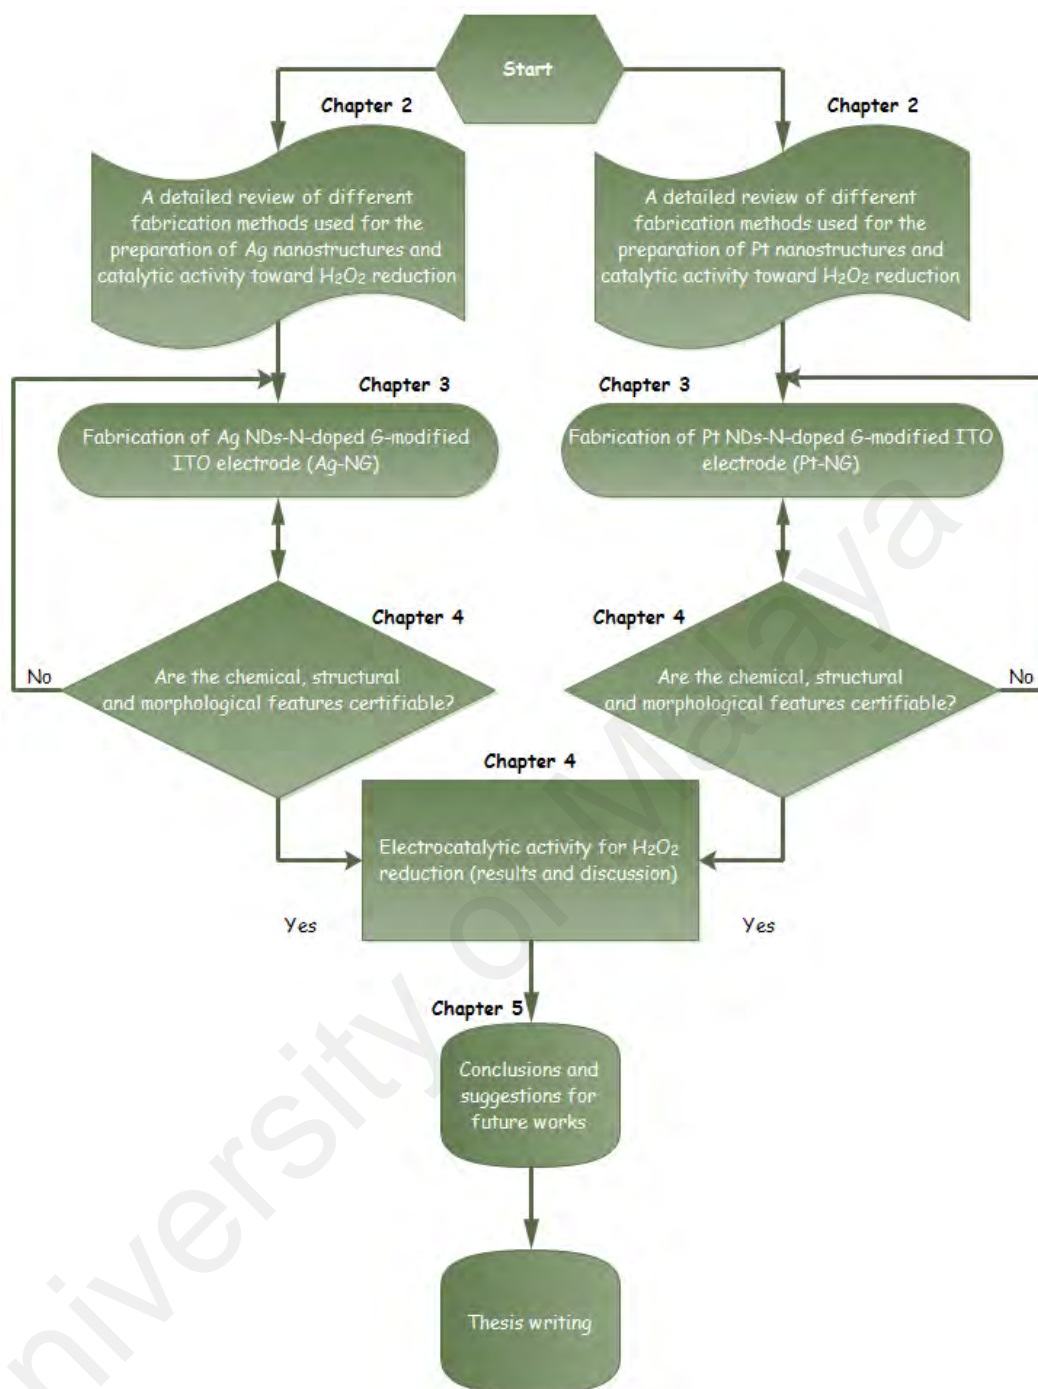 Start
Chapter 2
Chapter 2
A detailed review of different
fabrication methods used for the
preparation of Ag nanostructures and
catalytic activity toward H₂O₂ reduction
A detailed review of different
fabrication methods used for the
preparation of Pt nanostructures and
catalytic activity toward H₂O₂ reduction
Chapter 3
Chapter 3
Fabrication of Ag NDs-N-doped G-modified
ITO electrode (Ag-NG)
Fabrication of Pt NDs-N-doped G-modified ITO
electrode (Pt-NG)
Chapter 4
Chapter 4
No
Are the chemical, structural
and morphological features certifiable?
Are the chemical, structural
and morphological features certifiable?
No
Chapter 4
Electrocatalytic activity for H₂O₂
reduction (results and discussion)
Yes
Yes
Chapter 5
Conclusions and
suggestions for
future works
Thesis writing
niversity of Malaya